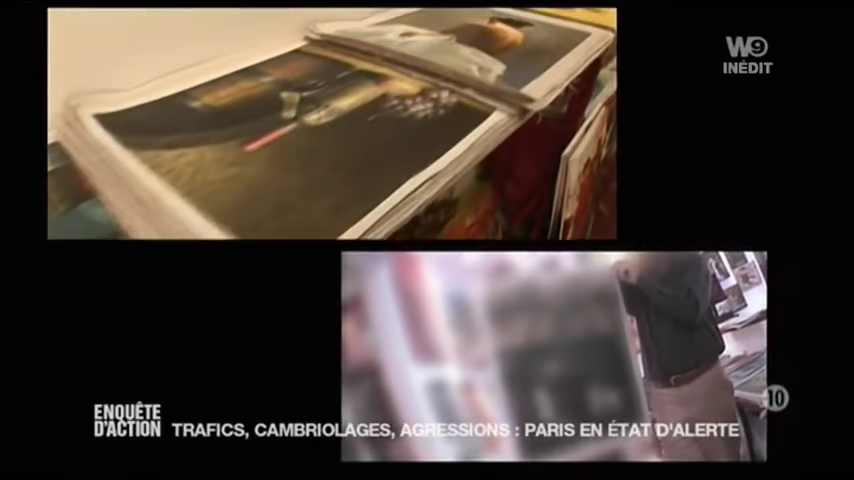 W9
INÉDIT
10
ENQUÊTE
D'ACTION
TRAFICS, CAMBRIOLAGES, AGRESSIONS : PARIS EN ÉTAT D'ALERTE